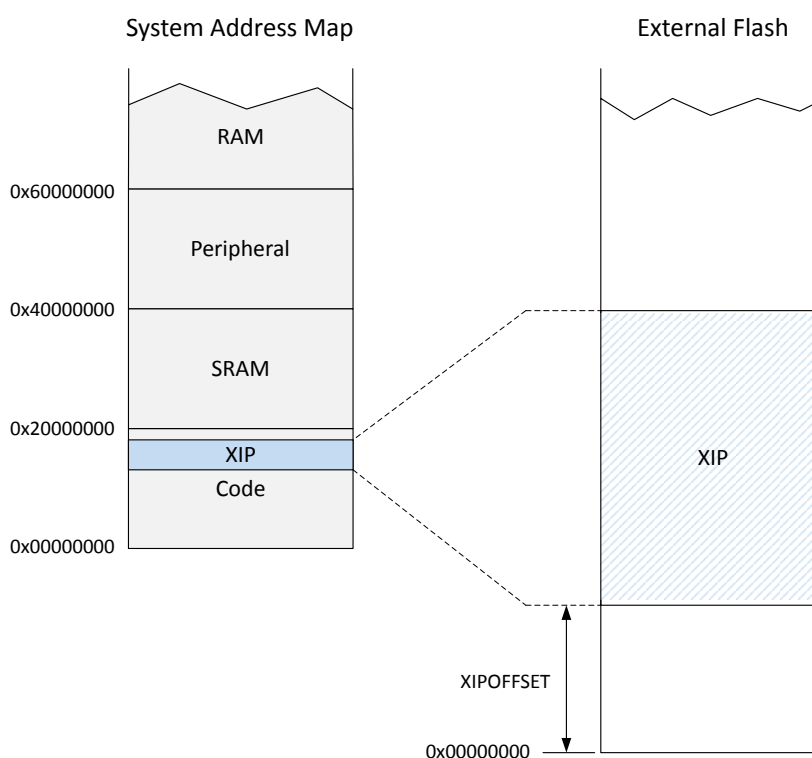 System Address Map
External Flash
RAM
0x60000000
Peripheral
0x40000000
SRAM
0x20000000
XIP
XIP
Code
0x00000000
XIPOFFSET
0x00000000